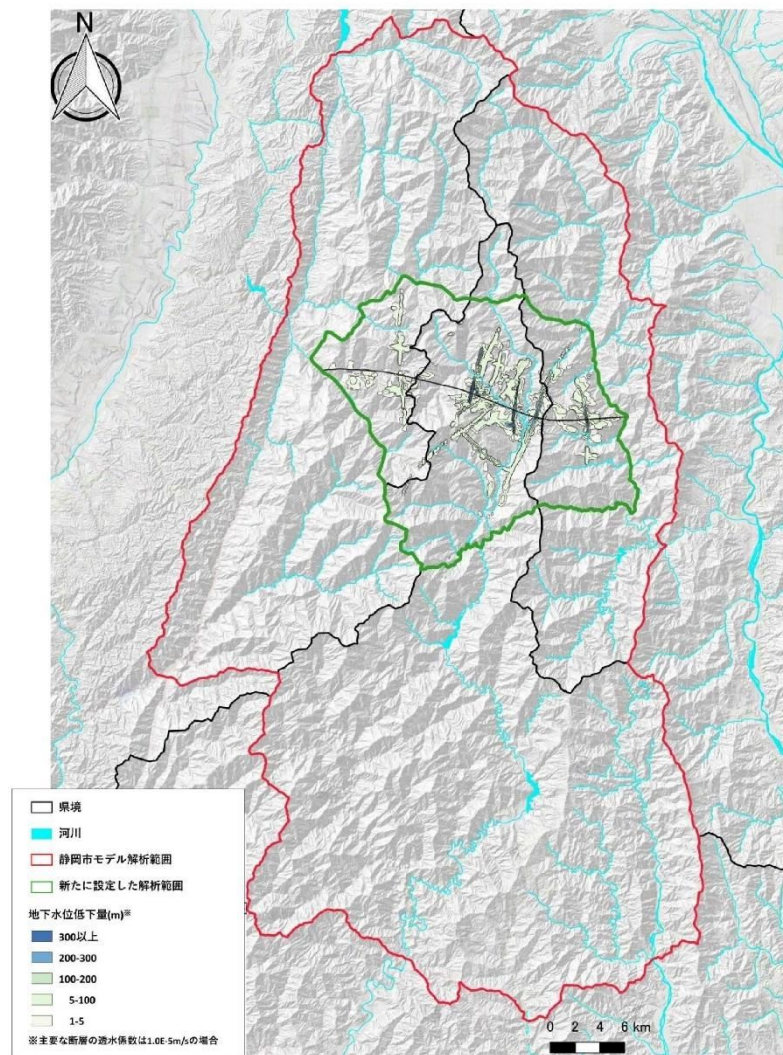 N
県境
河川
静岡市モデル解析範囲
新たに設定した解析範囲
地下水位低下量(m)※
300以上
200-300
100-200
5-100
1-5
※主要な断層の透水係数は1.0E-5m/sの場合
0 2 4 6 km